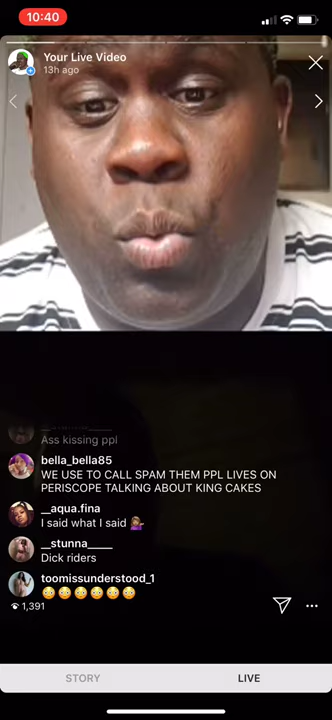 10:40
Your Live Video
13h ago
Ass kissing ppl
bella_bella85
WE USE TO CALL SPAM THEM PPL LIVES ON
PERISCOPE TALKING ABOUT KING CAKES
__aqua.fina
I said what I said 💁🏽‍♀️
__stunna____
Dick riders
toomissunderstood_1
😳😳😳😳😳😳
1,391
STORY LIVE